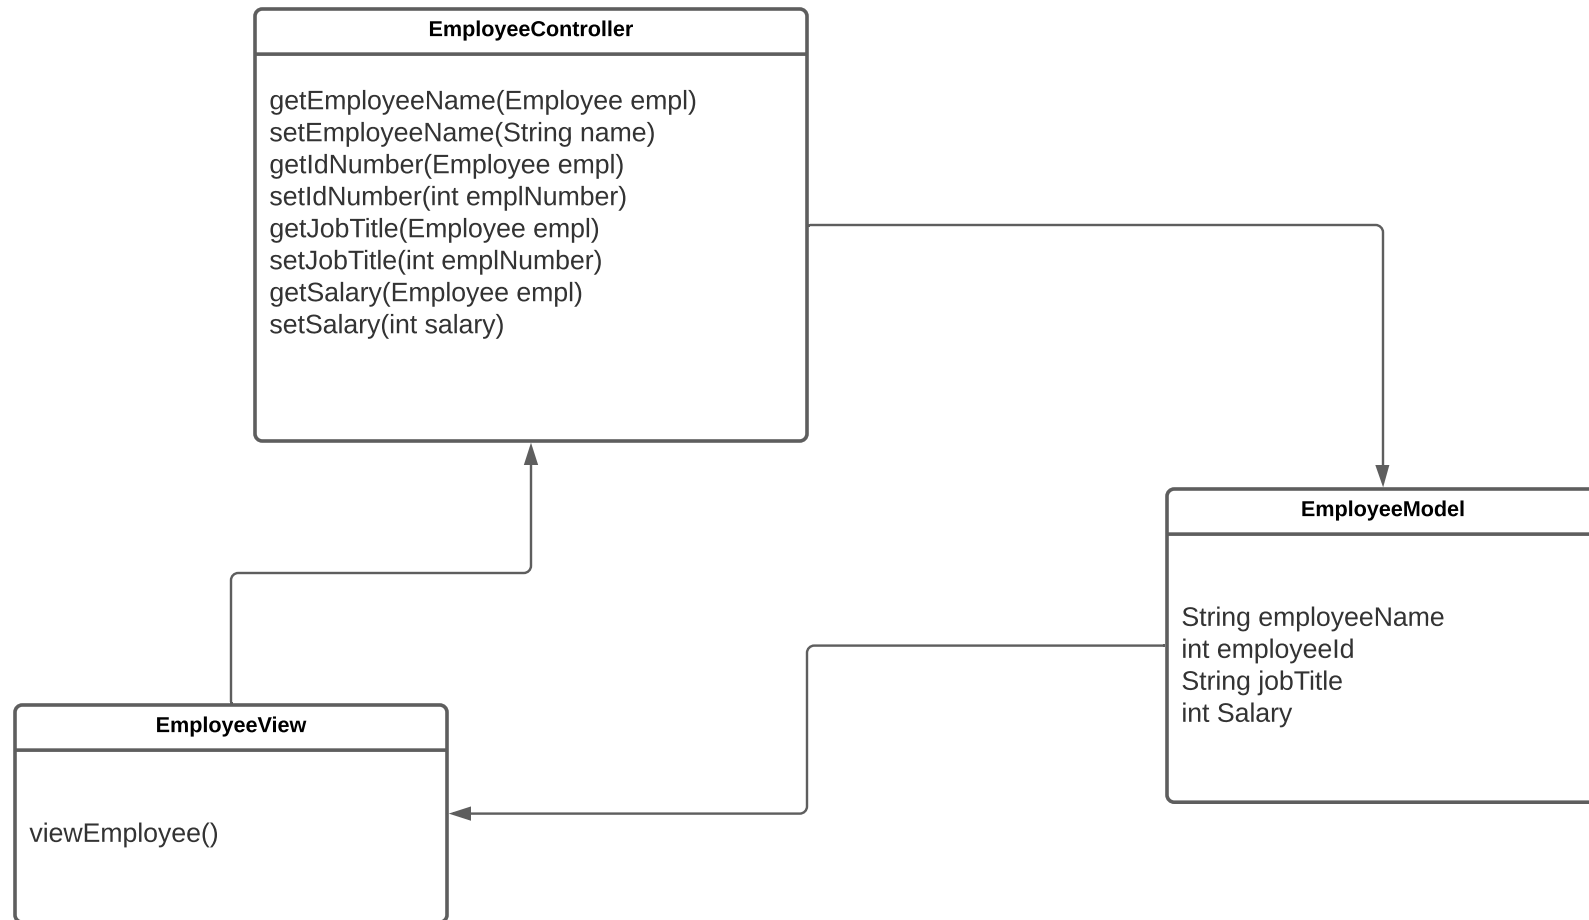 EmployeeController
getEmployeeName(Employee empl)
setEmployeeName(String name)
getIdNumber(Employee empl)
setIdNumber(int emplNumber)
getJobTitle(Employee empl)
setJobTitle(int emplNumber)
getSalary(Employee empl)
setSalary(int salary)
EmployeeModel
String employeeName
int employeeId
String jobTitle
int Salary
EmployeeView
viewEmployee()